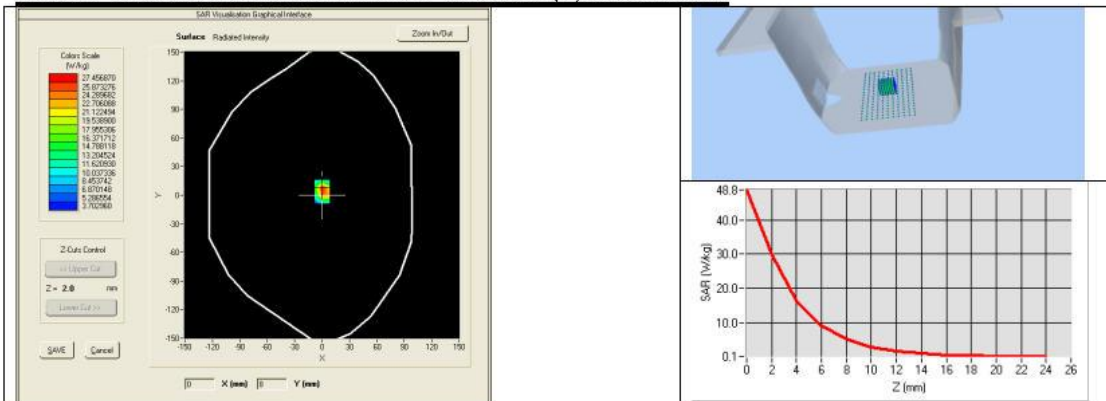 SAR Visualisation Graphical Interface
Surface Radiated Intensity
Zoom In/Out
Colors Scale
(W/kg)
27.456870
25.873276
24.289682
22.706088
21.122494
19.538900
17.955306
16.371712
14.788118
13.204524
11.620930
10.037336
8.453742
6.870148
5.286554
3.702960
Z-Cuts Control
<< Upper Cut
Z = 2.0 mm
Lower Cut >>
SAVE Cancel
150-
120-
90-
60-
30-
0-
-30-
-60-
-90-
-120-
-150-
Y
-150 -120 -90 -60 -30 0 30 60 90 120 150
X
0 X (mm) 8 Y (mm)
48.8-
40.0-
30.0-
20.0-
10.0-
0.1-
SAR (W/kg)
0 2 4 6 8 10 12 14 16 18 20 22 24 26
Z (mm)